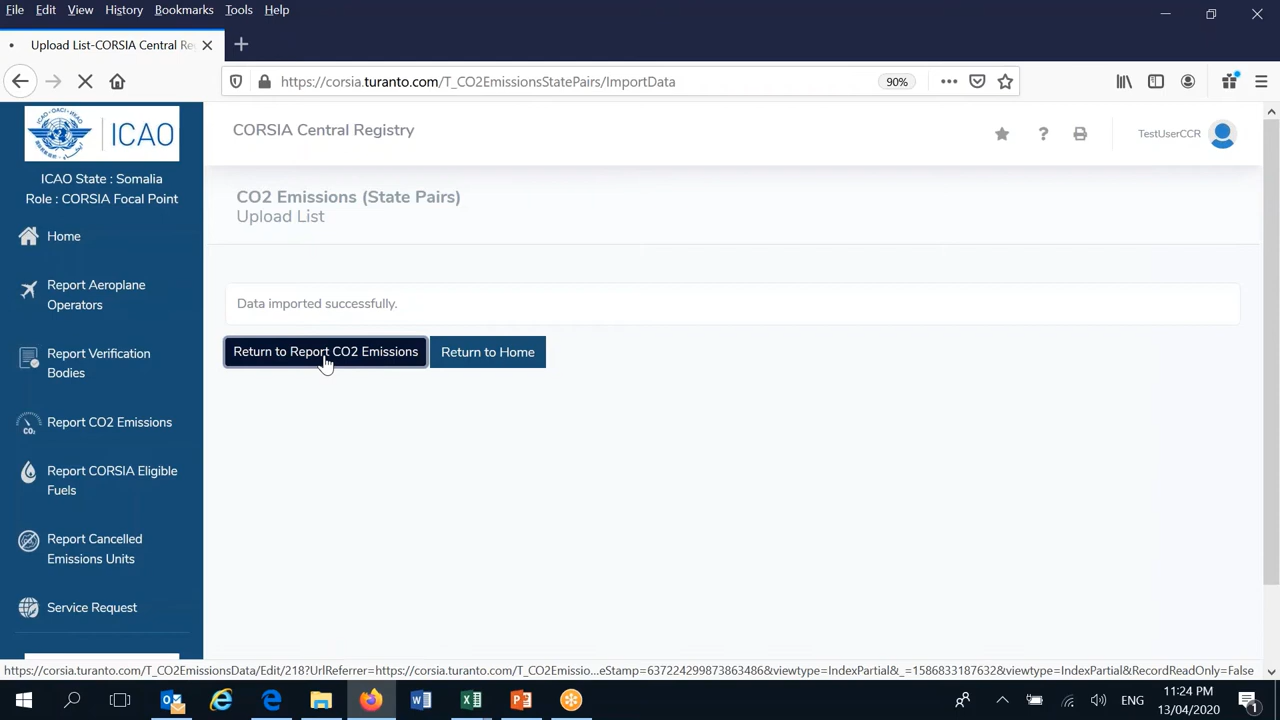 File Edit View History Bookmarks Tools Help
Upload List-CORSIA Central Re
https://corsia.turanto.com/T_CO2EmissionsStatePairs/ImportData
90%
ICAO OACI ИКАО
ICAO
CORSIA Central Registry
TestUserCCR
ICAO State : Somalia
Role : CORSIA Focal Point
CO2 Emissions (State Pairs)
Upload List
Home
Report Aeroplane
Operators
Report Verification
Bodies
CO2
Report CO2 Emissions
Report CORSIA Eligible
Fuels
Report Cancelled
Emissions Units
Service Request
Data imported successfully.
Return to Report CO2 Emissions
Return to Home
https://corsia.turanto.com/T_CO2EmissionsData/Edit/218?UrlReferrer=https://corsia.turanto.com/T_CO2Emissio...eStamp=637224299873863486&viewtype=IndexPartial&_=1586833187632&viewtype=IndexPartial&RecordReadOnly=False
ENG
11:24 PM
13/04/2020
1